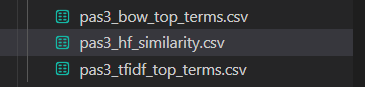 pas3_bow_top_terms.csv
pas3_hf_similarity.csv
pas3_tfidf_top_terms.csv